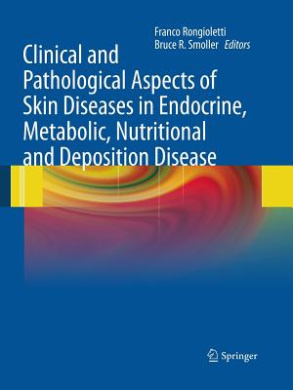 Franco Rongioletti
Bruce R. Smoller Editors
Clinical and
Pathological Aspects of
Skin Diseases in Endocrine,
Metabolic, Nutritional
and Deposition Disease
Springer